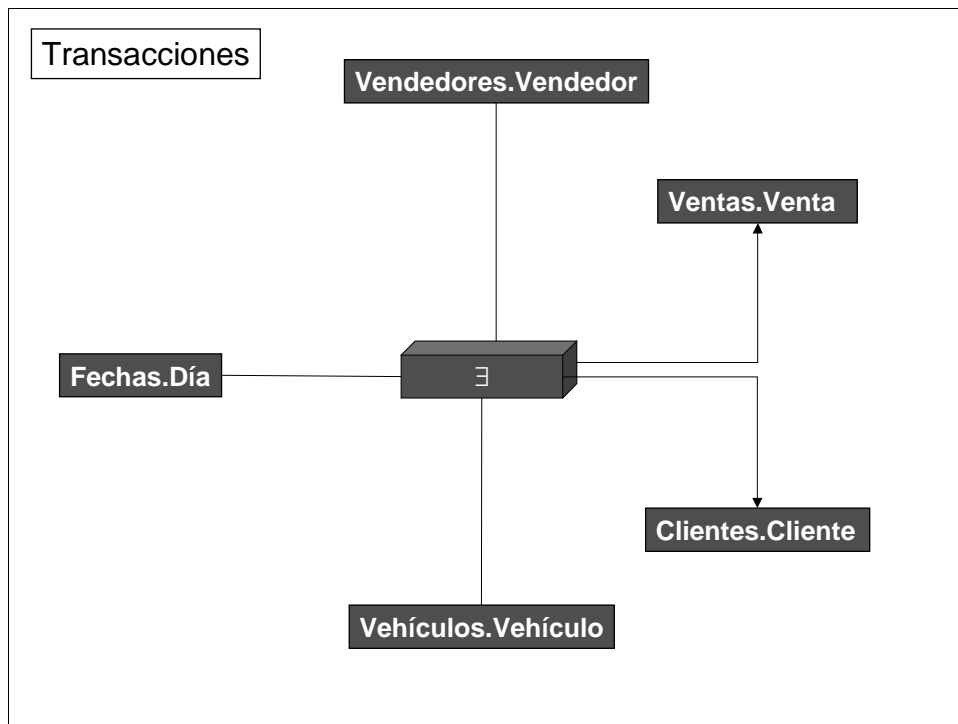 Transacciones
Vendedores.Vendedor
Ventas.Venta
Fechas.Día
∃
Clientes.Cliente
Vehículos.Vehículo